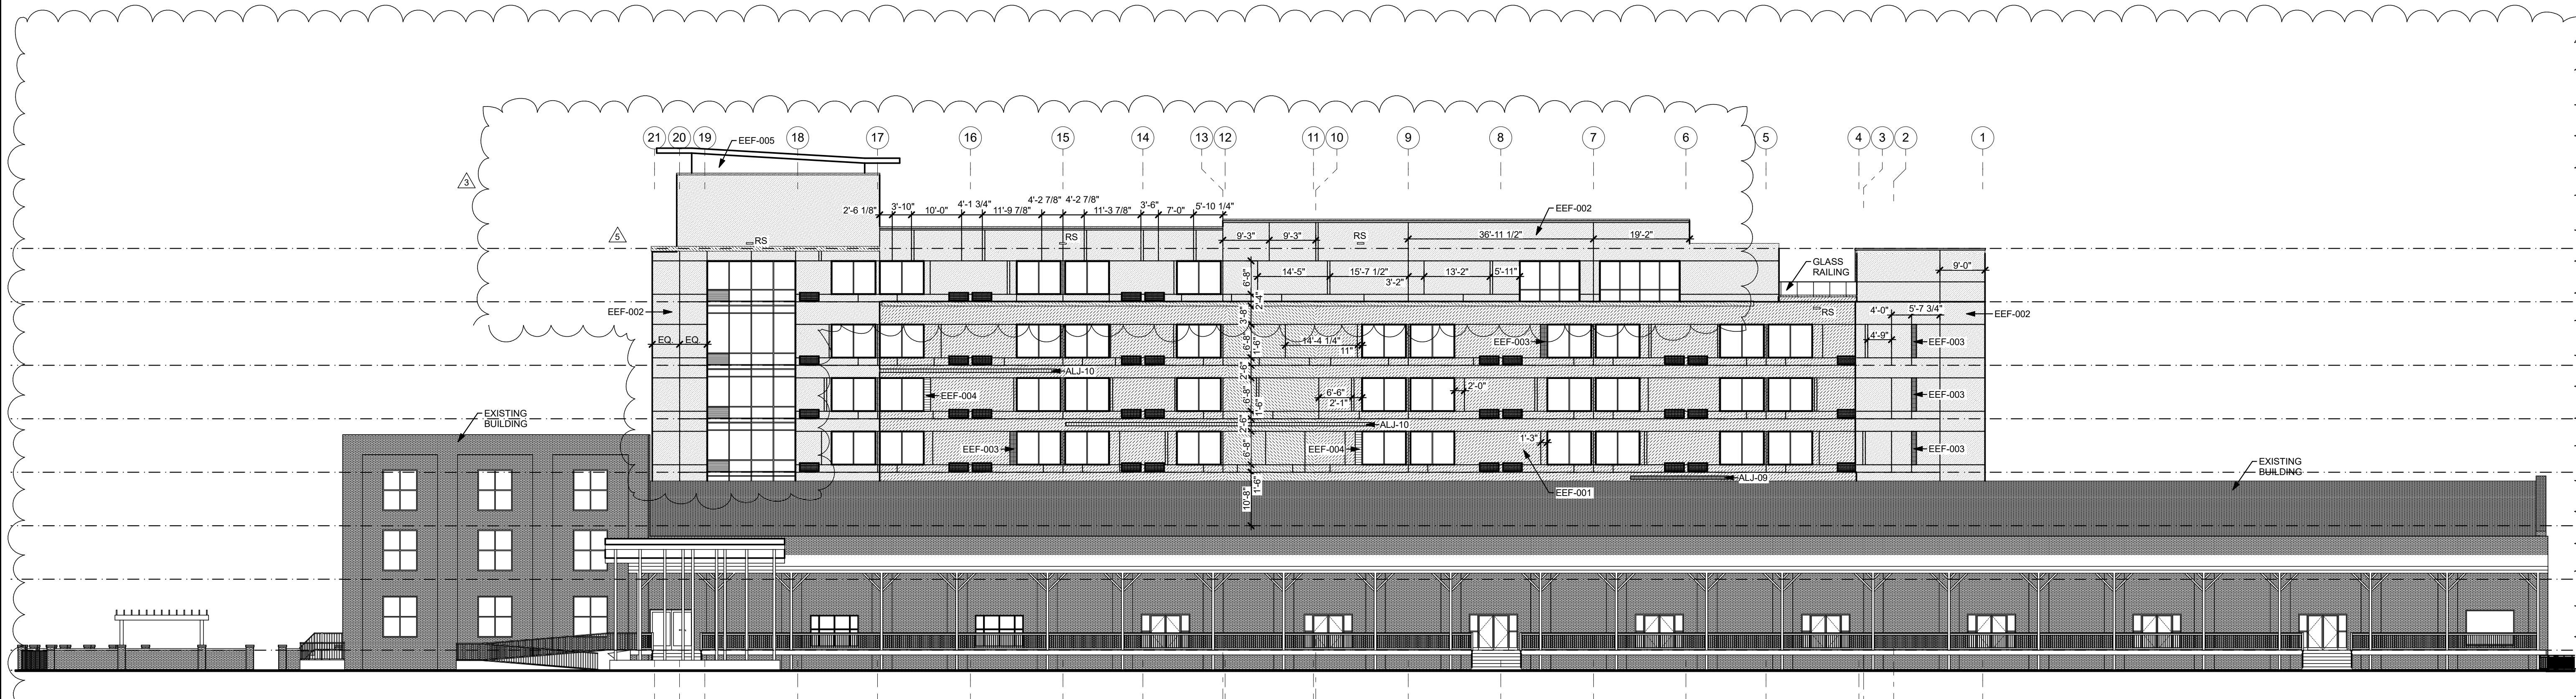 21 20 19 18 17 16 15 14 13 12 11 10 9 8 7 6 5 4 3 2 1
EEF-005
3
4'-2 7/8" 4'-2 7/8"
2'-6 1/8" 3'-10" 10'-0" 4'-1 3/4" 11'-9 7/8" 11'-3 7/8" 3'-6" 7'-0" 5'-10 1/4"
EEF-002
5
RS RS RS
9'-3" 9'-3" 36'-11 1/2" 19'-2"
GLASS
RAILING
9'-0"
6'-8" 14'-5" 15'-7 1/2" 13'-2" 5'-11"
3'-2"
2'-4"
EEF-002
3'-8"
RS
4'-0" 5'-7 3/4"
EEF-002
EQ. EQ.
6'-8" 1'-6" 14'-4 1/4" EEF-003 4'-9" EEF-003
11"
2'-6" ALJ-10
2'-0"
EEF-004 6'-8" 6'-6" EEF-003
1'-6" 2'-1"
EXISTING
BUILDING
2'-6" ALJ-10
1'-3"
EEF-003 6'-8" EEF-004 EEF-003
EXISTING
BUILDING
1'-6" ALJ-09
EEF-001
10'-8"